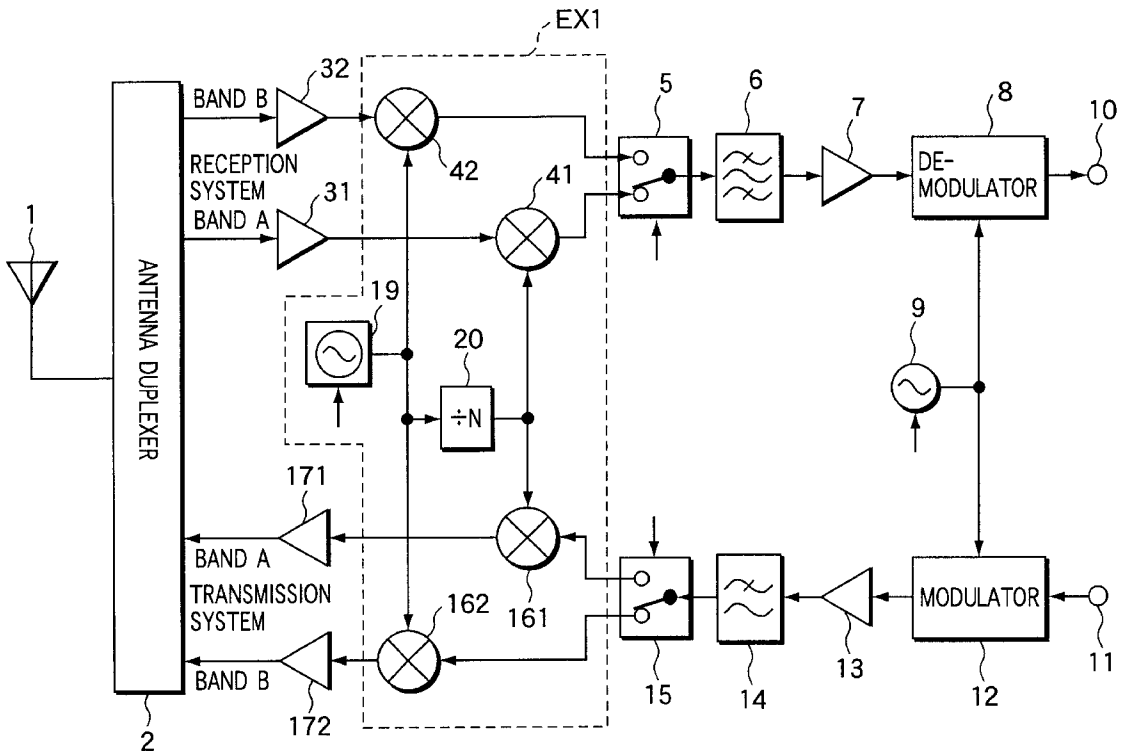 EX1
32
BAND B
42
5
6
7
8
10
RECEPTION
SYSTEM
DE-
MODULATOR
41
31
BAND A
1
ANTENNA DUPLEXER
19
20
÷N
9
171
BAND A
161
TRANSMISSION
SYSTEM
162
MODULATOR
BAND B
172
15
14
13
12
11
2